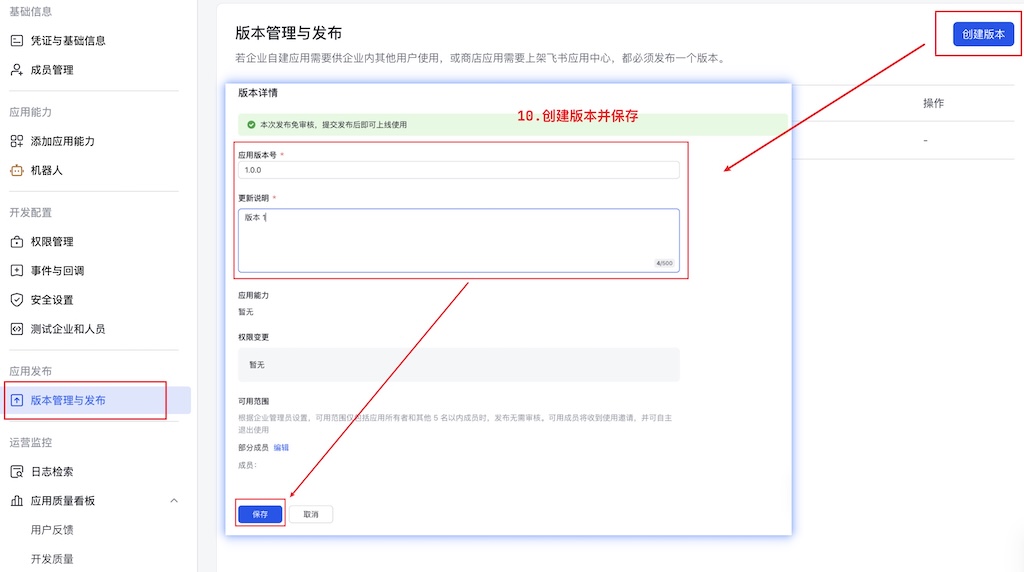 基础信息
凭证与基础信息
成员管理
应用能力
添加应用能力
机器人
开发配置
权限管理
事件与回调
安全设置
测试企业和人员
应用发布
版本管理与发布
运营监控
日志检索
应用质量看板
用户反馈
开发质量
版本管理与发布
创建版本
若企业自建应用需要供企业内其他用户使用，或商店应用需要上架飞书应用中心，都必须发布一个版本。
操作
-
版本详情
10.创建版本并保存
本次发布免审核，提交发布后即可上线使用
应用版本号 *
1.0.0
更新说明 *
版本 1
4/500
应用能力
暂无
权限变更
暂无
可用范围
根据企业管理员设置，可用范围仅包括应用所有者和其他 5 名以内成员时，发布无需审核。可用成员将收到使用邀请，并可自主
退出使用
部分成员 编辑
成员：
保存 取消